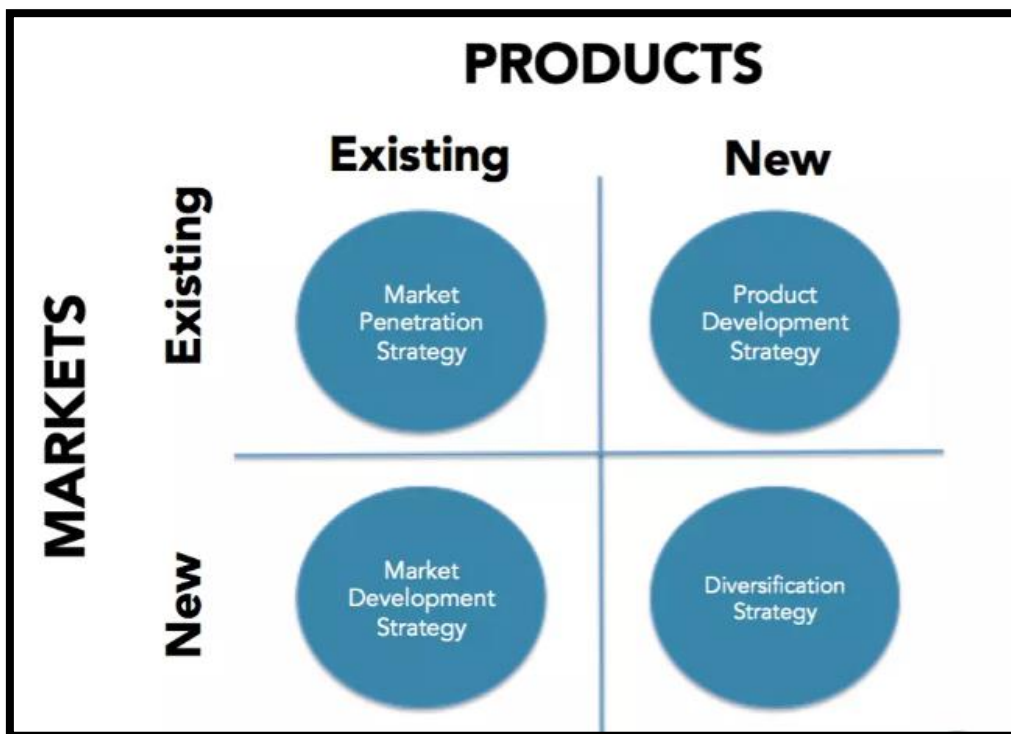 PRODUCTS
Existing
New
MARKETS
Existing
Market
Penetration
Strategy
Product
Development
Strategy
New
Market
Development
Strategy
Diversification
Strategy